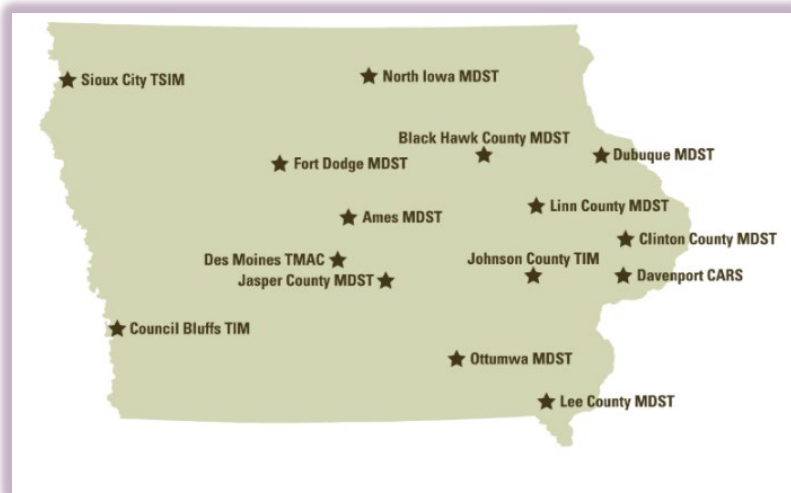 Sioux City TSIM
North Iowa MDST
Black Hawk County MDST
Dubuque MDST
Fort Dodge MDST
Linn County MDST
Ames MDST
Clinton County MDST
Des Moines TMAC
Johnson County TIM
Jasper County MDST
Davenport CARS
Council Bluffs TIM
Ottumwa MDST
Lee County MDST